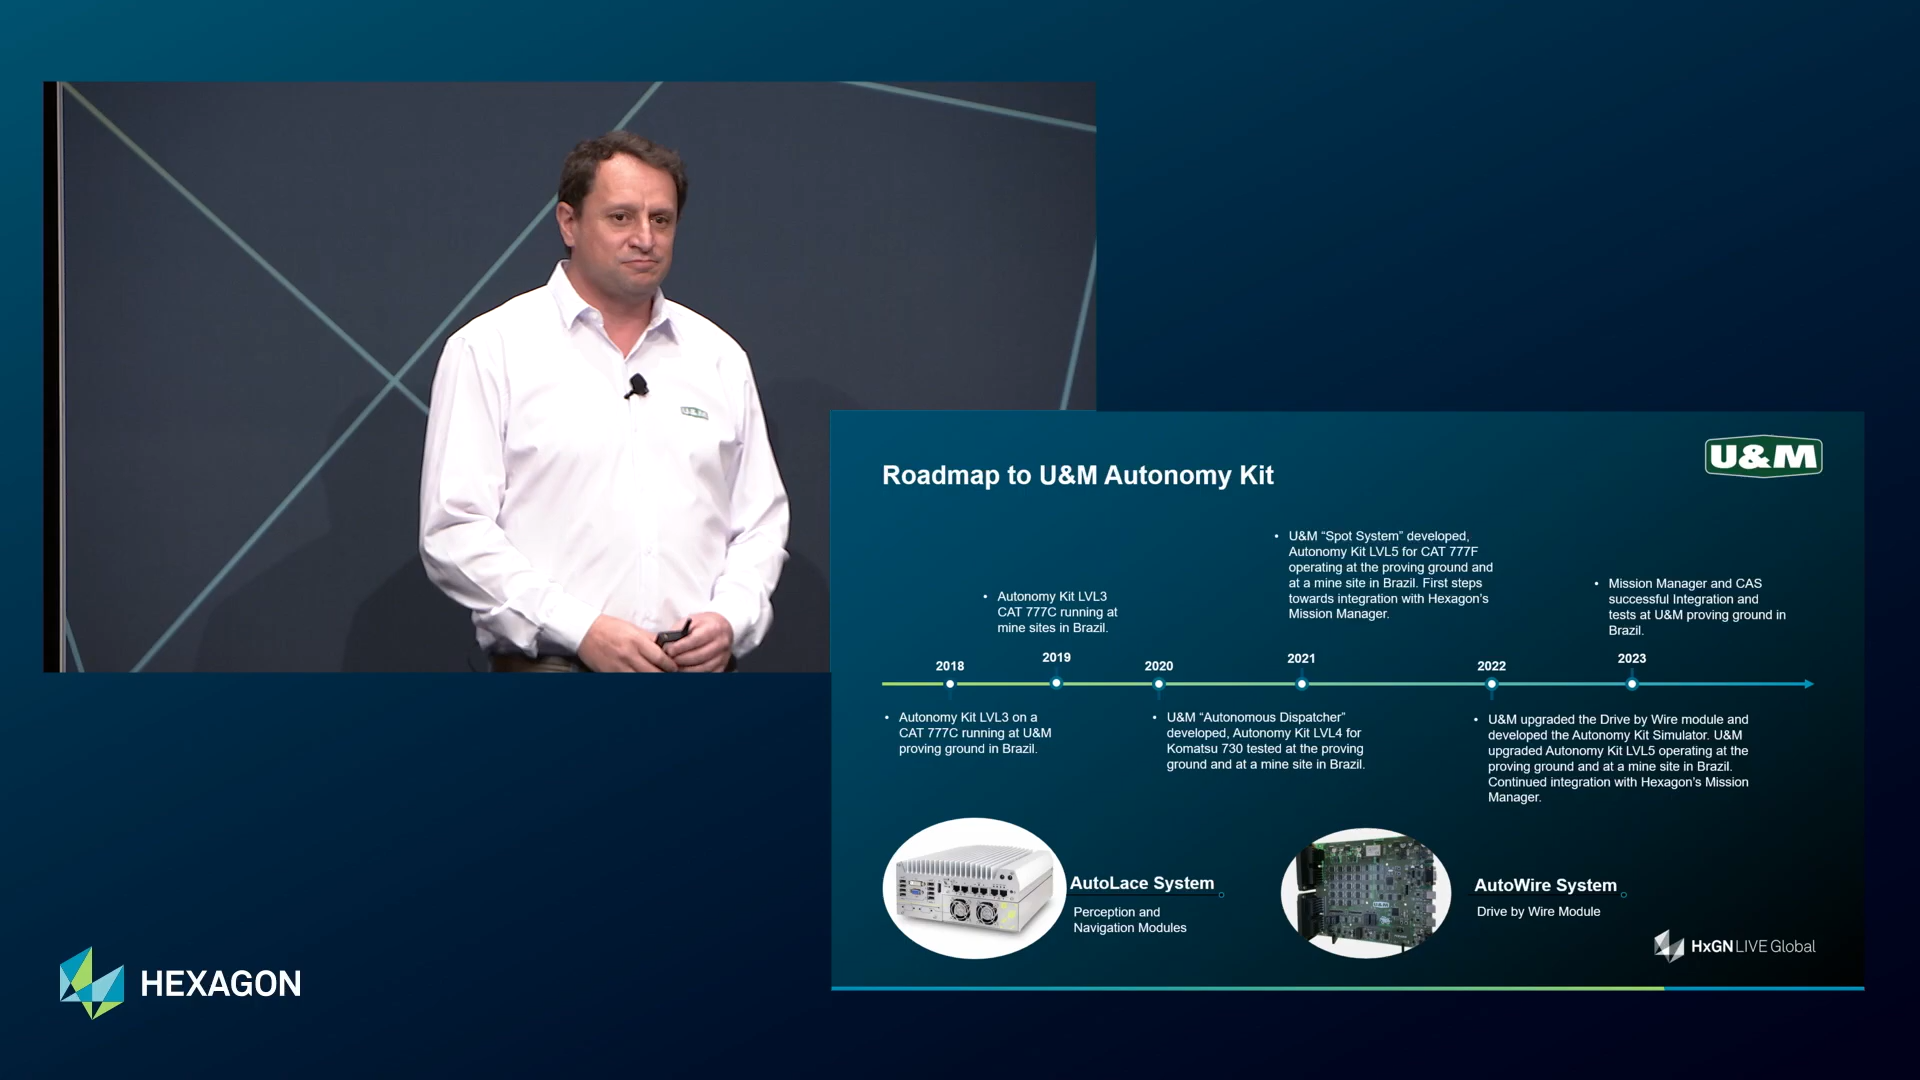 U&M
U&M
Roadmap to U&M Autonomy Kit
• U&M “Spot System” developed,
Autonomy Kit LVL5 for CAT 777F
operating at the proving ground and
at a mine site in Brazil. First steps
towards integration with Hexagon’s
Mission Manager.
• Autonomy Kit LVL3
CAT 777C running at
mine sites in Brazil.
• Mission Manager and CAS
successful Integration and
tests at U&M proving ground in
Brazil.
2018
2019
2020
2021
2022
2023
• Autonomy Kit LVL3 on a
CAT 777C running at U&M
proving ground in Brazil.
• U&M “Autonomous Dispatcher”
developed, Autonomy Kit LVL4 for
Komatsu 730 tested at the proving
ground and at a mine site in Brazil.
• U&M upgraded the Drive by Wire module and
developed the Autonomy Kit Simulator. U&M
upgraded Autonomy Kit LVL5 operating at the
proving ground and at a mine site in Brazil.
Continued integration with Hexagon’s Mission
Manager.
AutoLace System
Perception and
Navigation Modules
U&M
AutoWire System
Drive by Wire Module
HxGN LIVE Global
HEXAGON